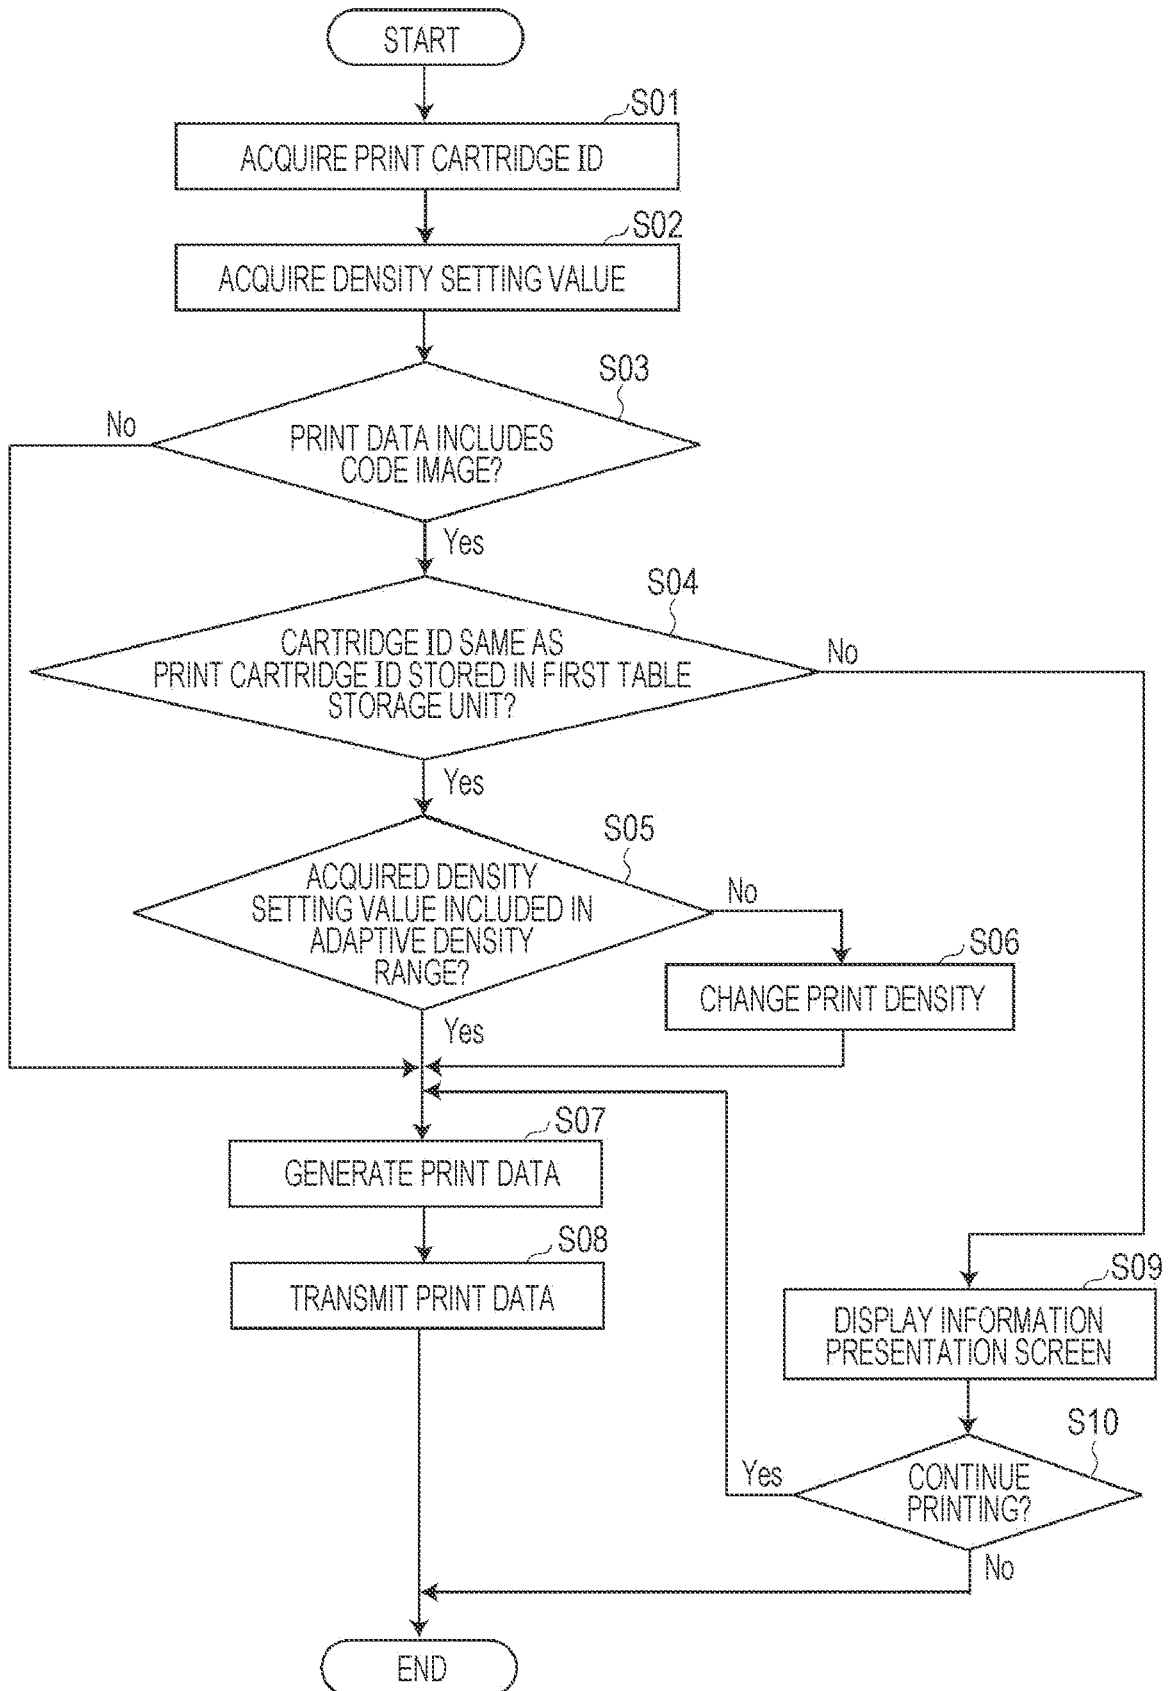 START
S01
ACQUIRE PRINT CARTRIDGE ID
S02
ACQUIRE DENSITY SETTING VALUE
S03
No
PRINT DATA INCLUDES
CODE IMAGE?
Yes
S04
CARTRIDGE ID SAME AS
PRINT CARTRIDGE ID STORED IN FIRST TABLE
STORAGE UNIT?
No
Yes
S05
ACQUIRED DENSITY
SETTING VALUE INCLUDED IN
ADAPTIVE DENSITY
RANGE?
No
S06
CHANGE PRINT DENSITY
Yes
S07
GENERATE PRINT DATA
S08
TRANSMIT PRINT DATA
S09
DISPLAY INFORMATION
PRESENTATION SCREEN
S10
CONTINUE
PRINTING?
Yes
No
END